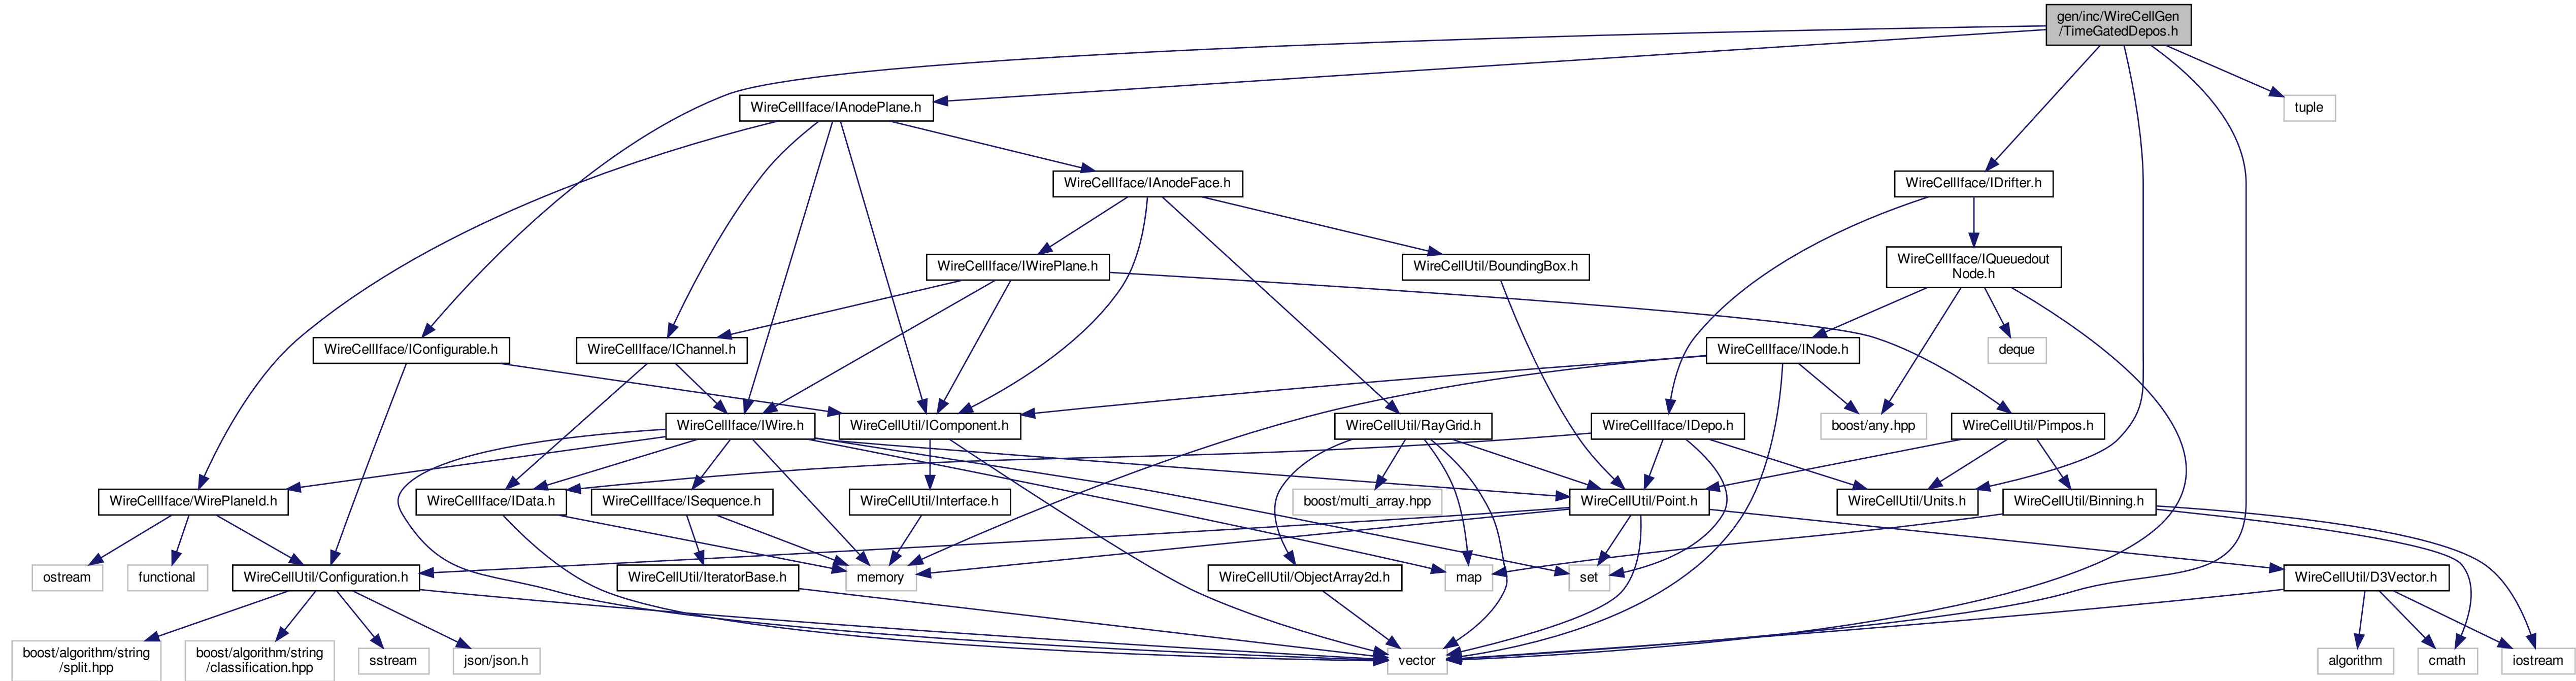 gen/inc/WireCellGen
/TimeGatedDepos.h
WireCellIface/IAnodePlane.h
tuple
WireCellIface/IAnodeFace.h
WireCellIface/IDrifter.h
WireCellIface/IWirePlane.h
WireCellUtil/BoundingBox.h
WireCellIface/IQueuedout
Node.h
WireCellIface/IConfigurable.h
WireCellIface/IChannel.h
WireCellIface/INode.h
deque
WireCellIface/IWire.h
WireCellUtil/IComponent.h
WireCellUtil/RayGrid.h
WireCellIface/IDepo.h
boost/any.hpp
WireCellUtil/Pimpos.h
WireCellIface/WirePlaneId.h
WireCellIface/IData.h
WireCellIface/ISequence.h
WireCellUtil/Interface.h
boost/multi_array.hpp
WireCellUtil/Point.h
WireCellUtil/Units.h
WireCellUtil/Binning.h
ostream
functional
WireCellUtil/Configuration.h
WireCellUtil/IteratorBase.h
memory
WireCellUtil/ObjectArray2d.h
map
set
WireCellUtil/D3Vector.h
boost/algorithm/string
/split.hpp
boost/algorithm/string
/classification.hpp
sstream
json/json.h
vector
algorithm
cmath
iostream